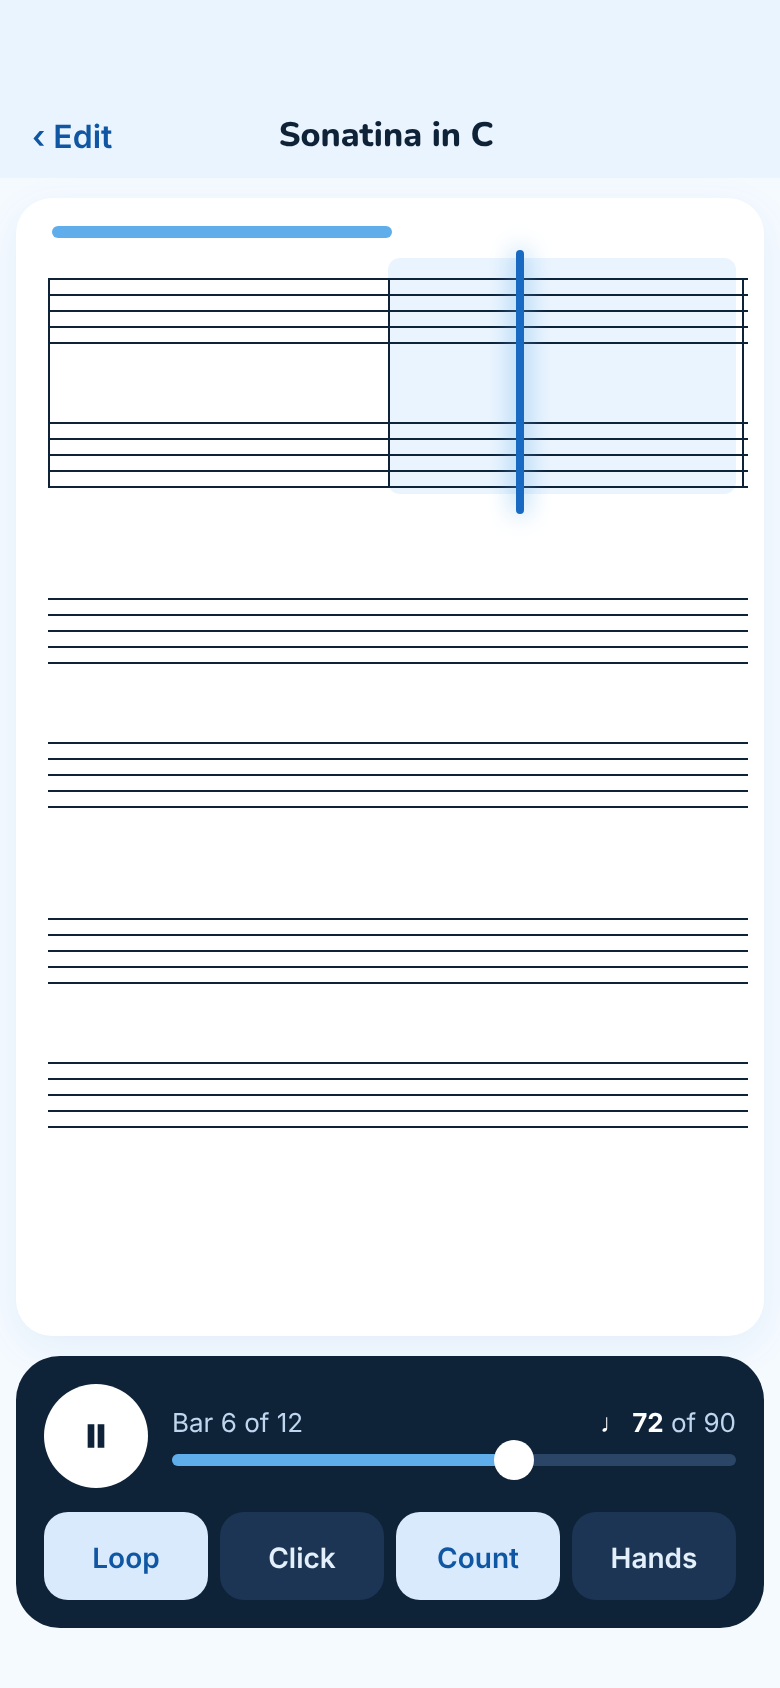 ‹ Edit
Sonatina in C
Bar 6 of 12
♩ 72 of 90
Loop
Click
Count
Hands